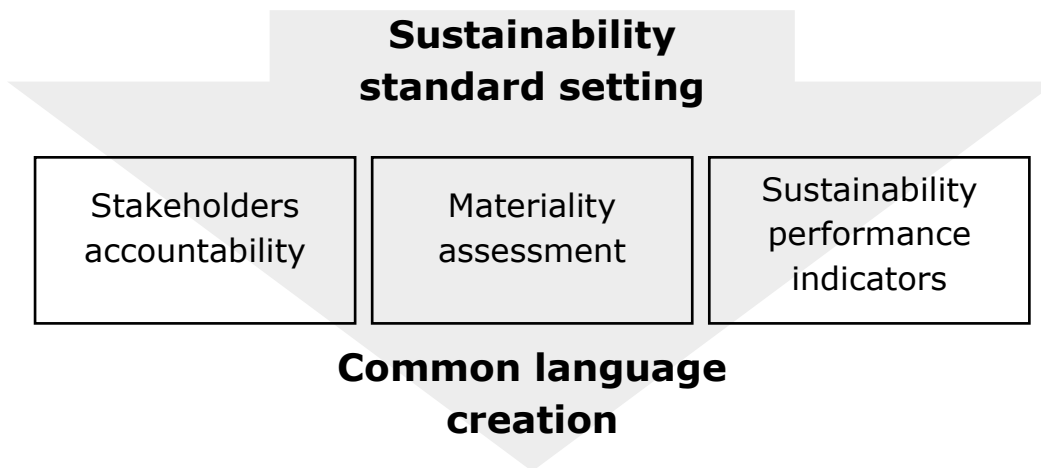 Sustainability
standard setting
Stakeholders
accountability
Materiality
assessment
Sustainability
performance
indicators
Common language
creation